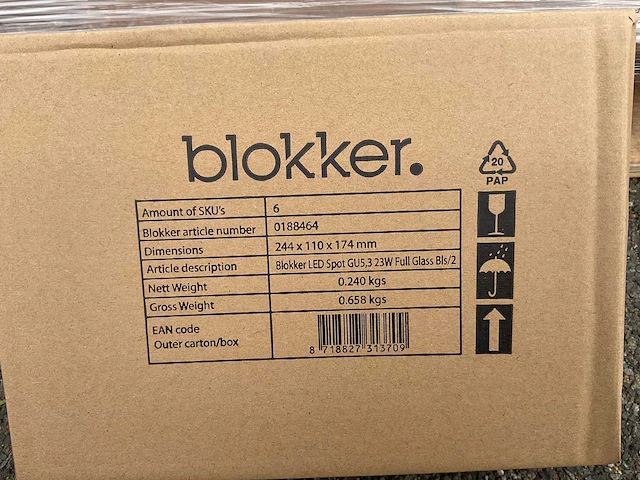 blokker.
20
PAP
Amount of SKU's 6
Blokker article number 0188464
Dimensions 244 x 110 x 174 mm
Article description Blokker LED Spot GU5,3 23W Full Glass Bls/2
Nett Weight 0.240 kgs
Gross Weight 0.658 kgs
EAN code
Outer carton/box
8 718827 313709